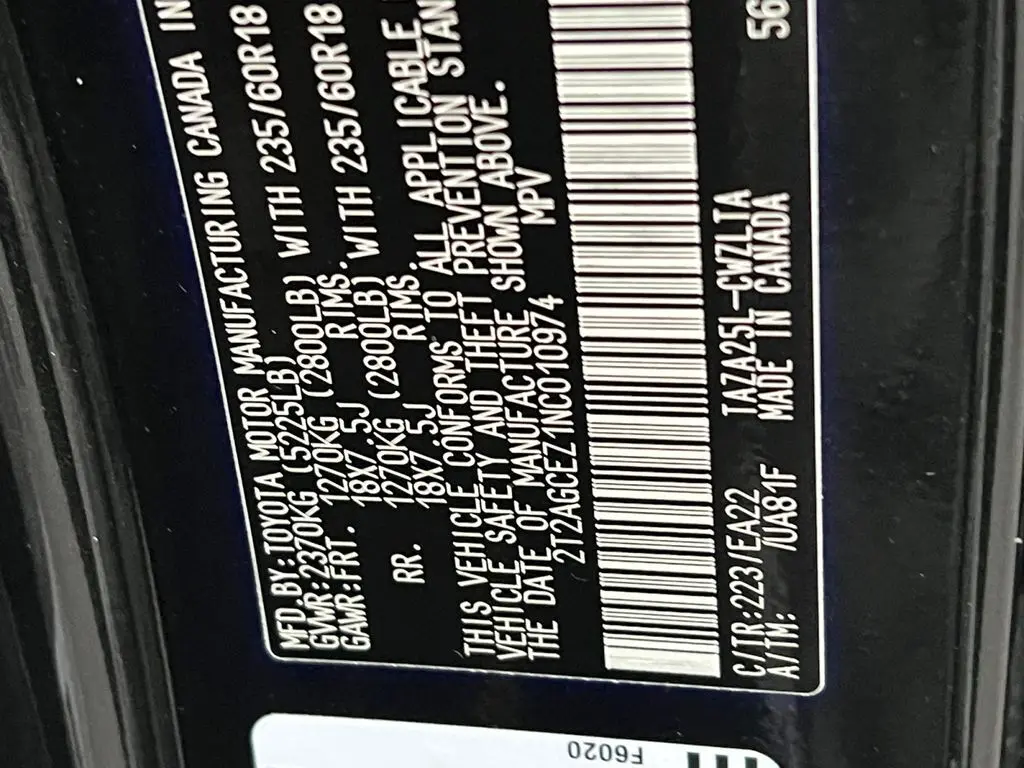 MFD.BY:TOYOTA MOTOR MANUFACTURING CANADA IN
GVWR:2370KG (5225LB)
GAWR:FRT. 1270KG (2800LB) WITH 235/60R18
18X7.5J RIMS.
RR. 1270KG (2800LB) WITH 235/60R18
18X7.5J RIMS.
THIS VEHICLE CONFORMS TO ALL APPLICABLE
VEHICLE SAFETY AND THEFT PREVENTION STAN
THE DATE OF MANUFACTURE SHOWN ABOVE.
2T2AGCEZ1NC010974 MPV
C/TR:223/EA22 TAZA25L-CWZLTA 56
A/TM: /UA81F MADE IN CANADA
F6020